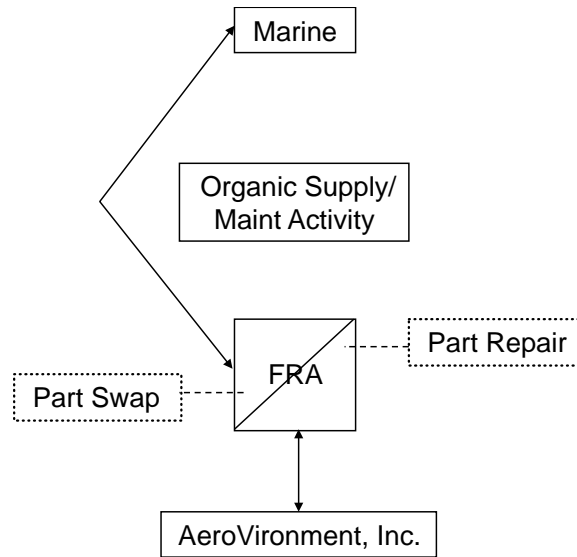 Marine
Organic Supply/
Maint Activity
Part Repair
FRA
Part Swap
AeroVironment, Inc.